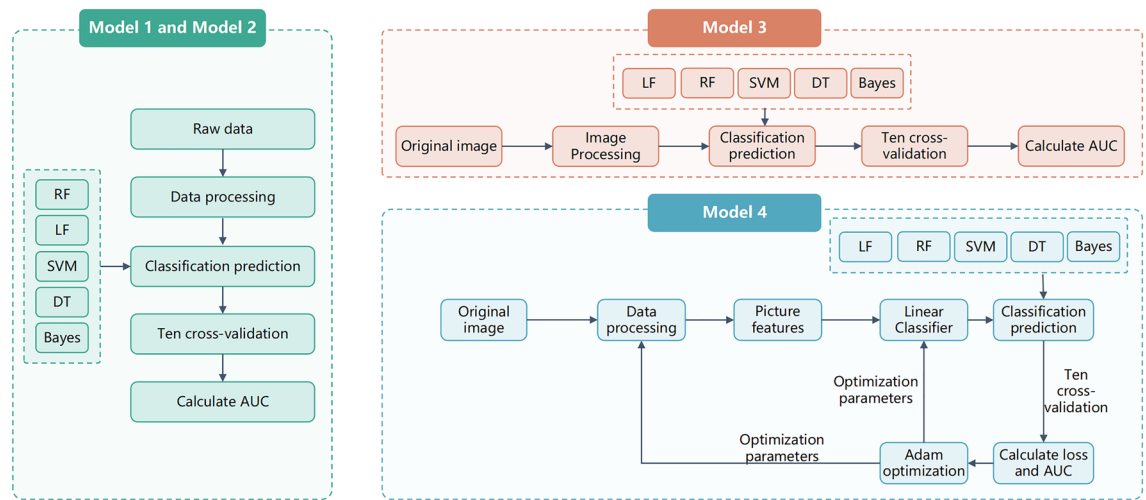 Model 1 and Model 2
Raw data
Data processing
RF
LF
SVM
DT
Bayes
Classification prediction
Ten cross-validation
Calculate AUC
Model 3
LF
RF
SVM
DT
Bayes
Original image
Image
Processing
Classification
prediction
Ten cross-
validation
Calculate AUC
Model 4
LF
RF
SVM
DT
Bayes
Original
image
Data
processing
Picture
features
Linear
Classifier
Classification
prediction
Ten
cross-
validation
Optimization
parameters
Optimization
parameters
Adam
optimization
Calculate loss
and AUC